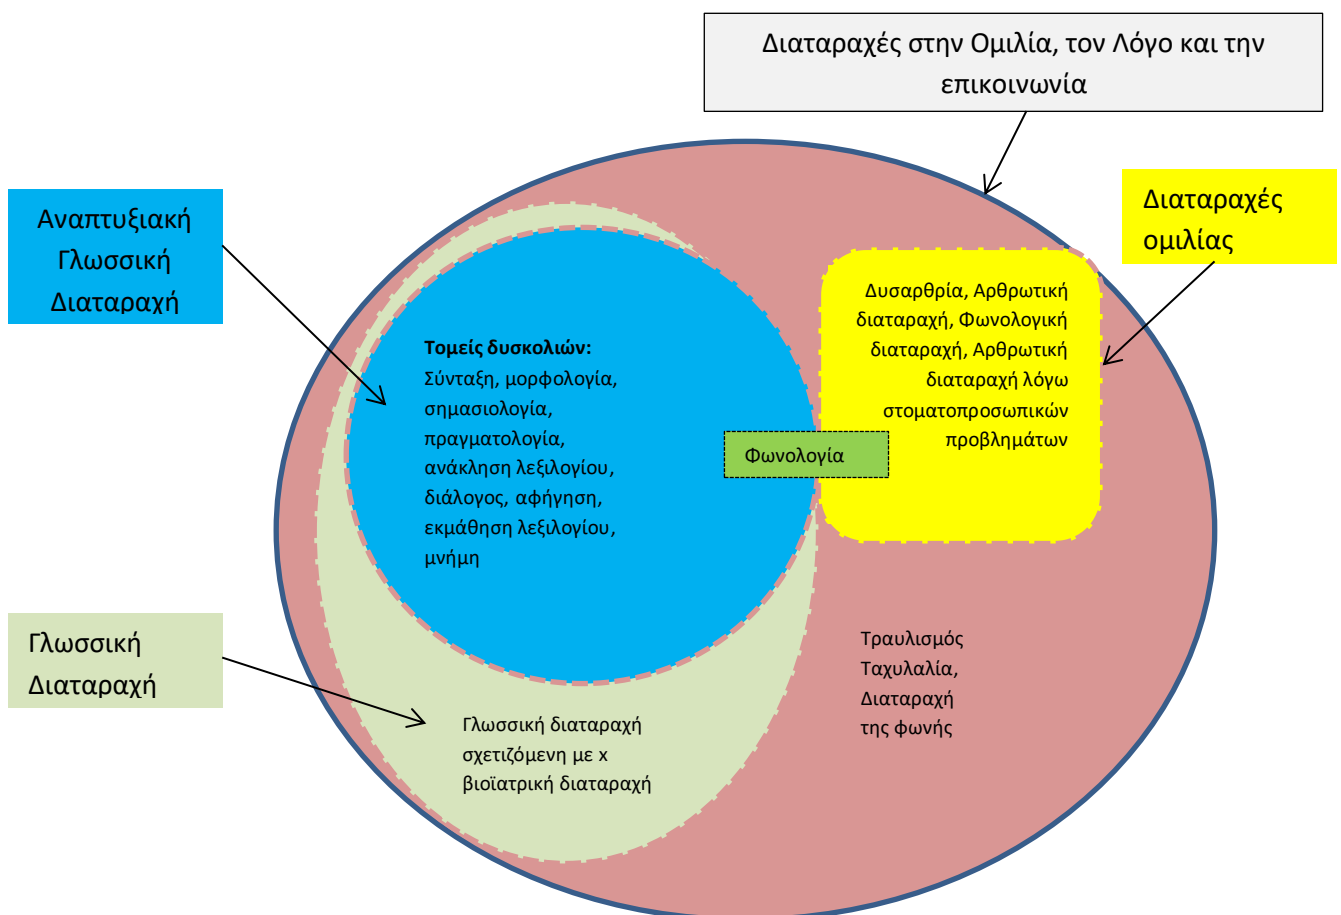 Διαταραχές στην Ομιλία, τον Λόγο και την
επικοινωνία
Αναπτυξιακή
Γλωσσική
Διαταραχή
Διαταραχές
ομιλίας
Δυσαρθρία, Αρθρωτική
διαταραχή, Φωνολογική
διαταραχή, Αρθρωτική
διαταραχή λόγω
στοματοπροσωπικών
προβλημάτων
Τομείς δυσκολιών:
Σύνταξη, μορφολογία,
σημασιολογία,
πραγματολογία,
ανάκληση λεξιλογίου,
διάλογος, αφήγηση,
εκμάθηση λεξιλογίου,
μνήμη
Φωνολογία
Γλωσσική
Διαταραχή
Τραυλισμός
Ταχυλαλία,
Διαταραχή
της φωνής
Γλωσσική διαταραχή
σχετιζόμενη με x
βιοϊατρική διαταραχή